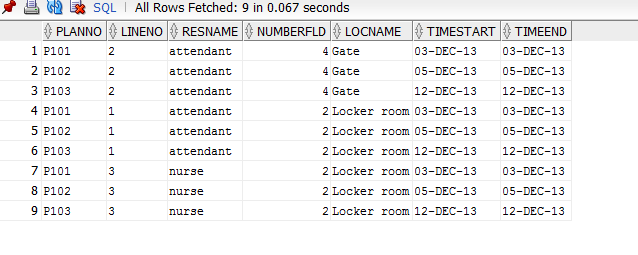 SQL | All Rows Fetched: 9 in 0.067 seconds
PLANNO LINENO RESNAME NUMBERFLD LOCNAME TIMESTART TIMEEND
1 P101 2 attendant 4 Gate 03-DEC-13 03-DEC-13
2 P102 2 attendant 4 Gate 05-DEC-13 05-DEC-13
3 P103 2 attendant 4 Gate 12-DEC-13 12-DEC-13
4 P101 1 attendant 2 Locker room 03-DEC-13 03-DEC-13
5 P102 1 attendant 2 Locker room 05-DEC-13 05-DEC-13
6 P103 1 attendant 2 Locker room 12-DEC-13 12-DEC-13
7 P101 3 nurse 2 Locker room 03-DEC-13 03-DEC-13
8 P102 3 nurse 2 Locker room 05-DEC-13 05-DEC-13
9 P103 3 nurse 2 Locker room 12-DEC-13 12-DEC-13